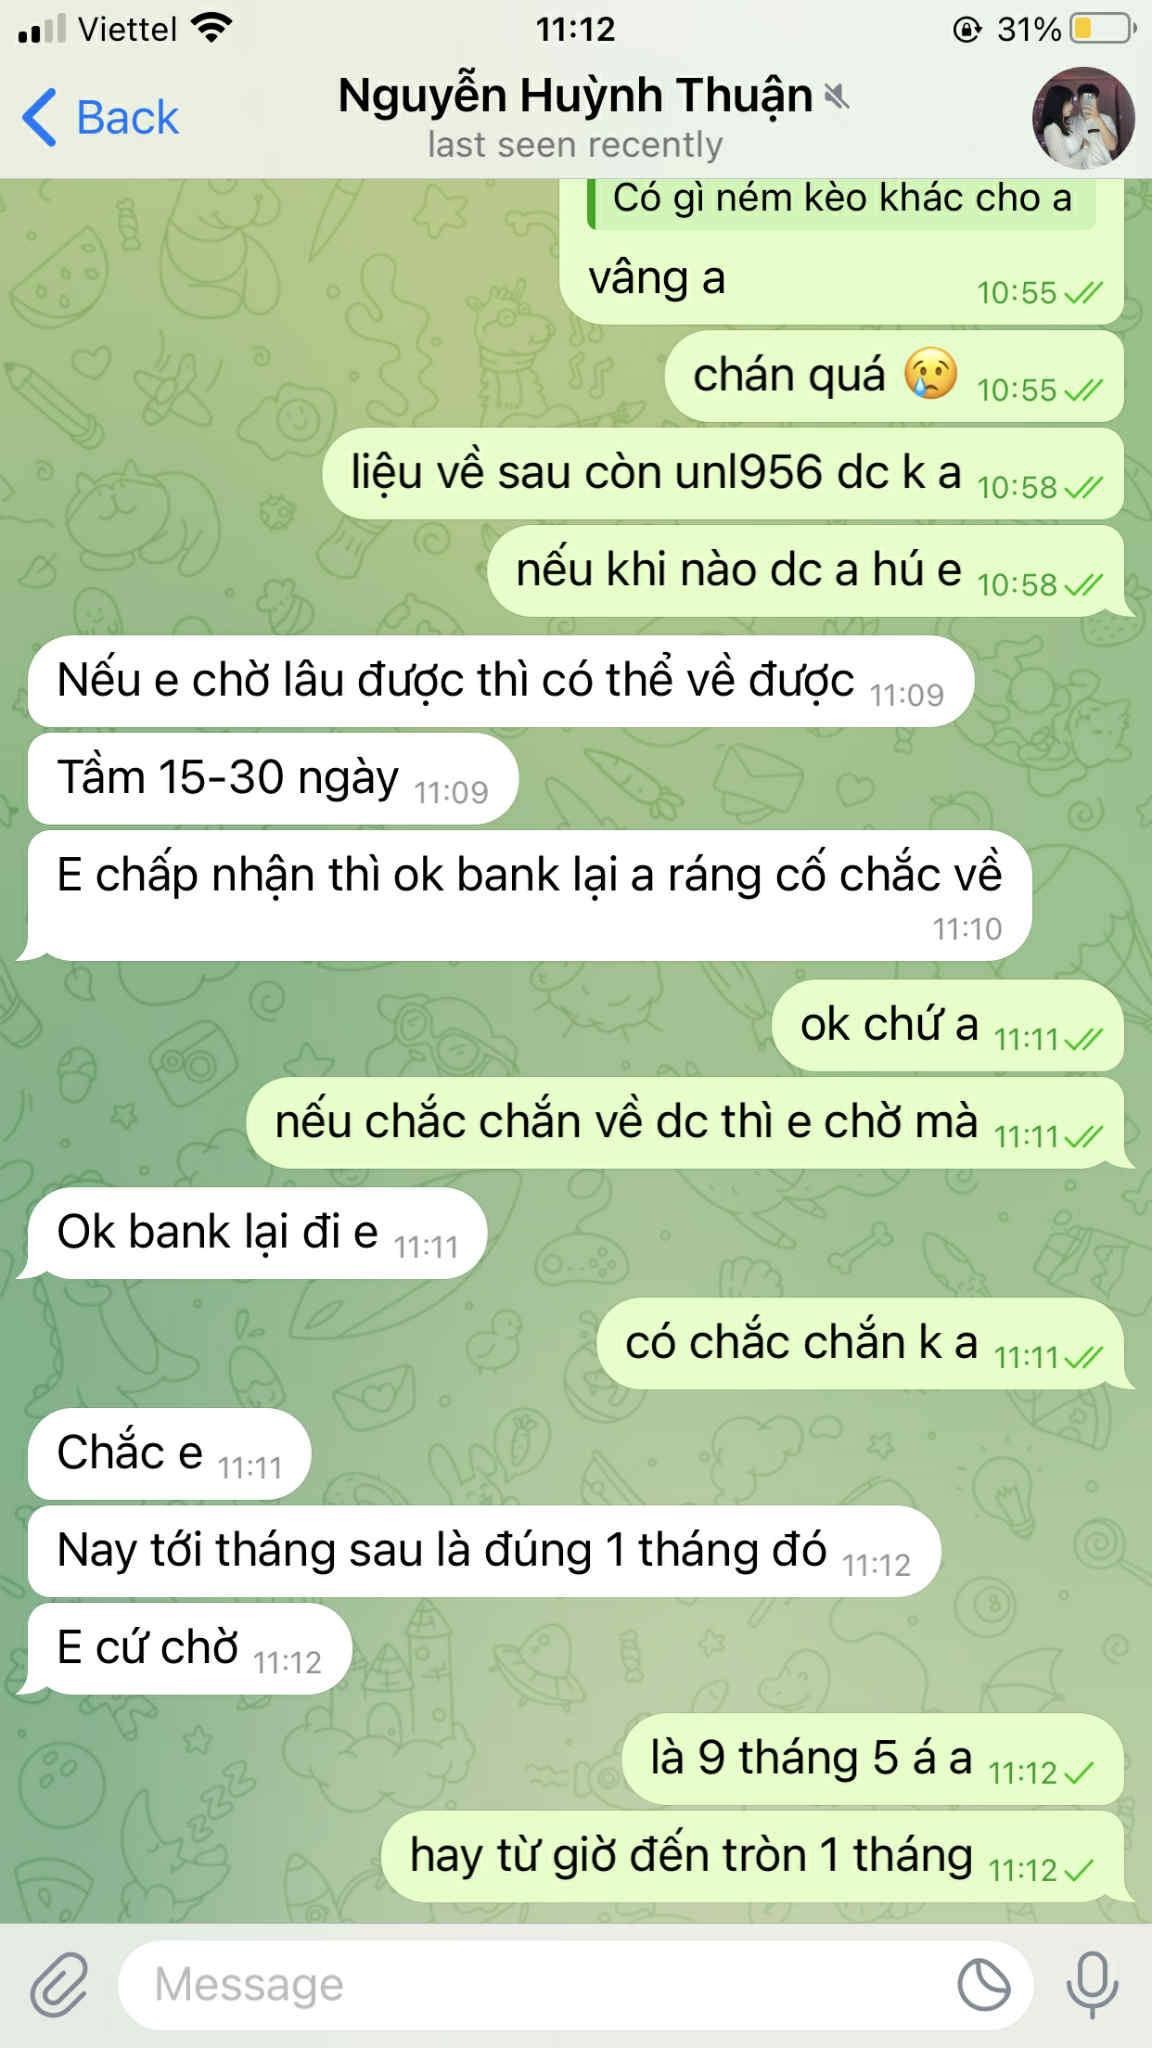 Viettel 11:12 31%
Back Nguyễn Huỳnh Thuận
last seen recently
Có gì ném kèo khác cho a
vâng a 10:55
chán quá 😢 10:55
liệu về sau còn unl956 dc k a 10:58
nếu khi nào dc a hú e 10:58
Nếu e chờ lâu được thì có thể về được 11:09
Tầm 15-30 ngày 11:09
E chấp nhận thì ok bank lại a ráng cố chắc về
11:10
ok chứ a 11:11
nếu chắc chắn về dc thì e chờ mà 11:11
Ok bank lại đi e 11:11
có chắc chắn k a 11:11
Chắc e 11:11
Nay tới tháng sau là đúng 1 tháng đó 11:12
E cứ chờ 11:12
là 9 tháng 5 á a 11:12
hay từ giờ đến tròn 1 tháng 11:12
Message